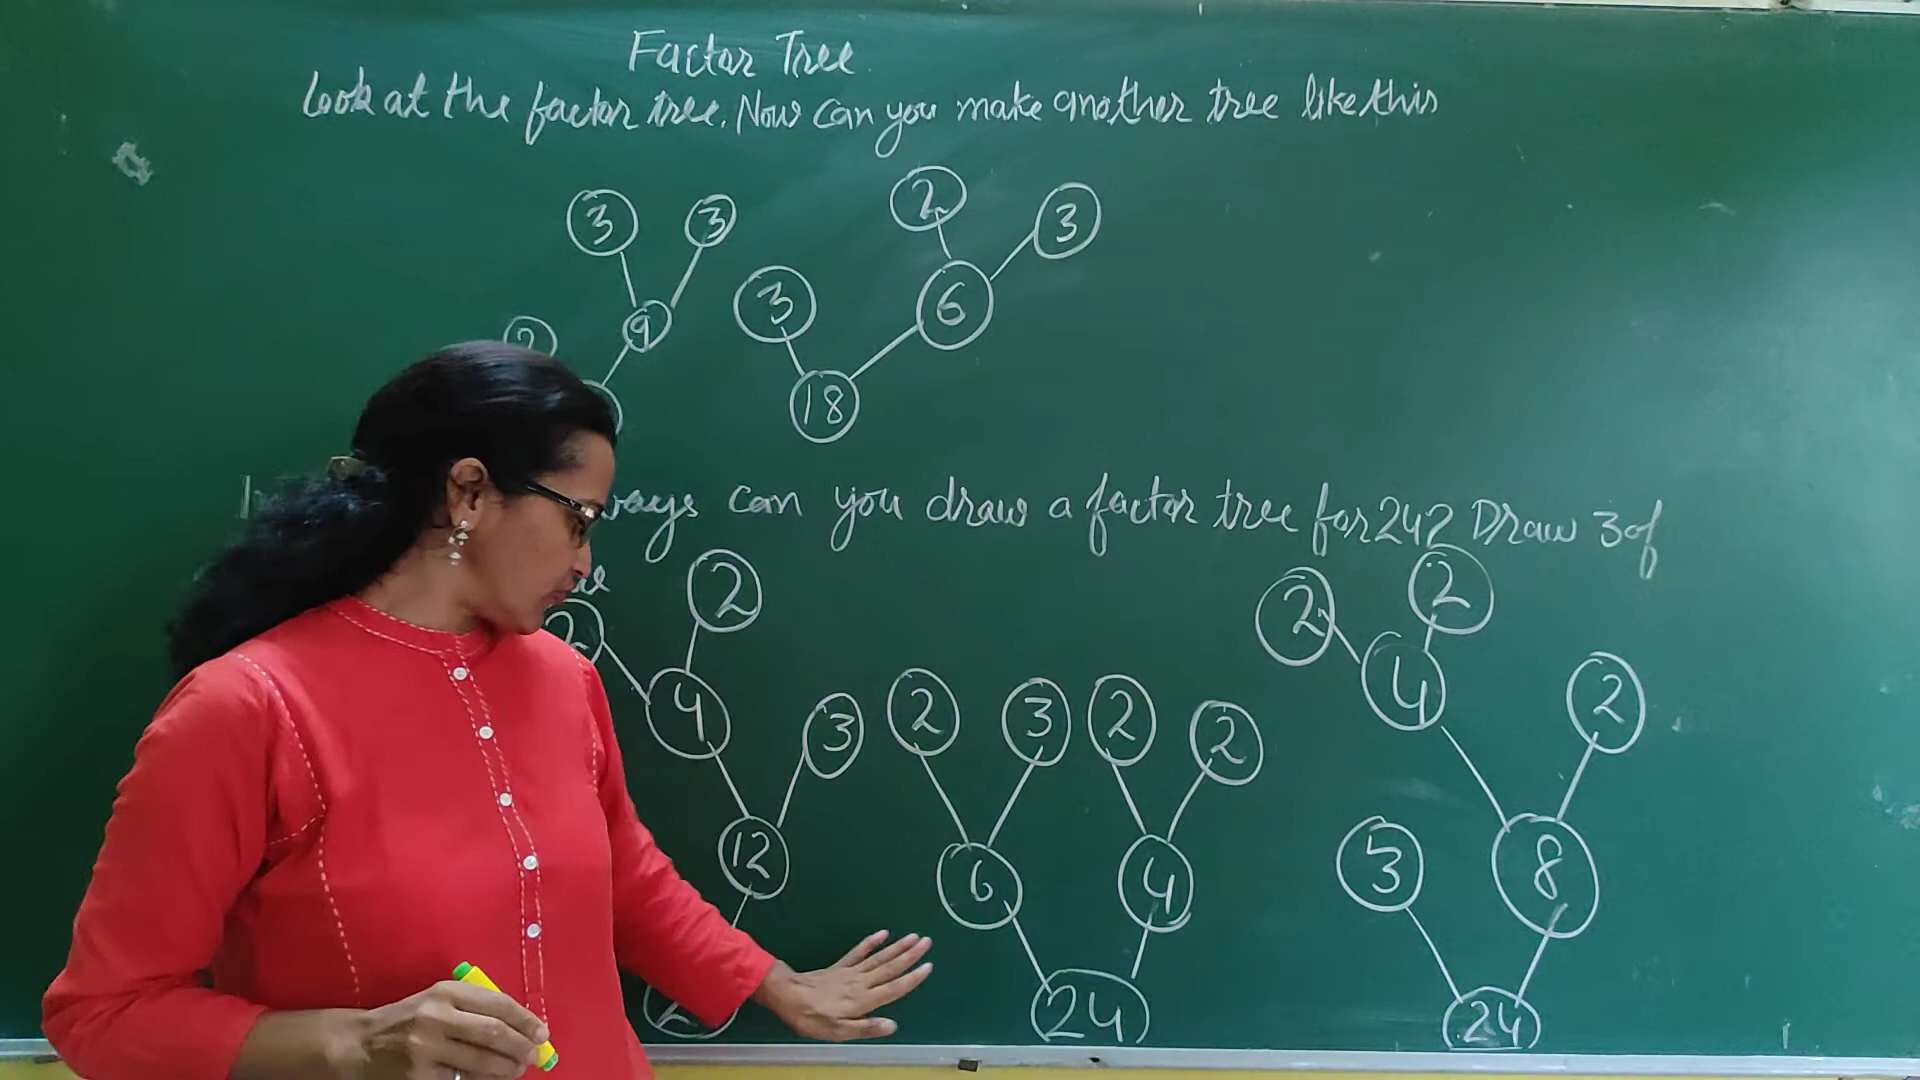 Factor Tree
Look at the factor tree. Now can you make another tree like this
3 3 2 3
9 3 6
18
ways can you draw a factor tree for 24? Draw 3 of
2 2 2 2
4 3 2 3 2 2 4 2
12 6 4 3 8
24 24